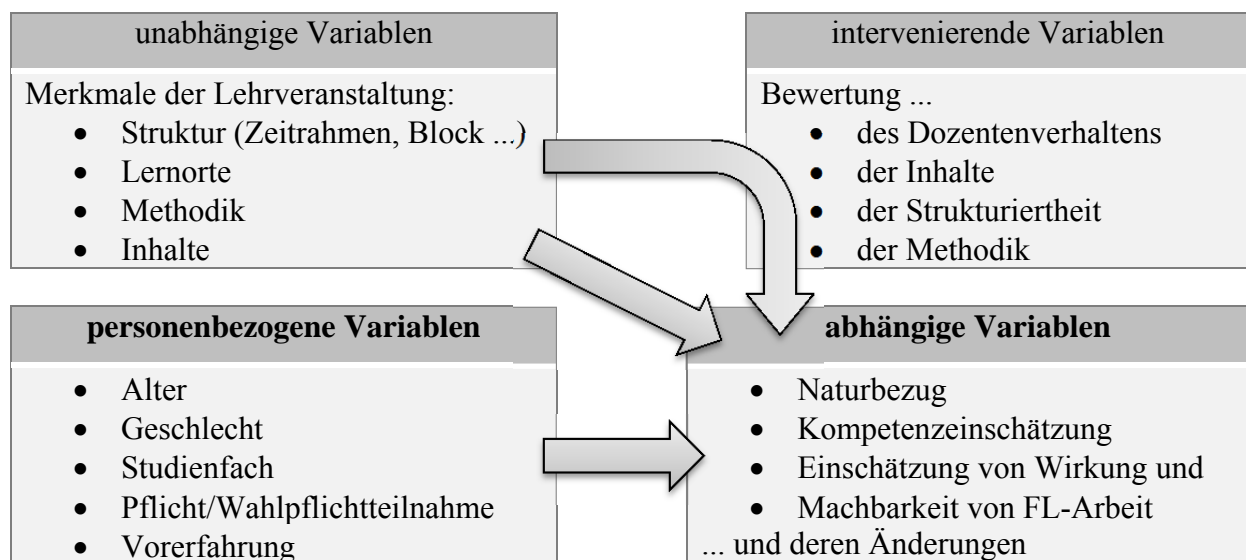 unabhängige Variablen
Merkmale der Lehrveranstaltung:
• Struktur (Zeitrahmen, Block ...)
• Lernorte
• Methodik
• Inhalte
intervenierende Variablen
Bewertung ...
• des Dozentenverhaltens
• der Inhalte
• der Strukturiertheit
• der Methodik
personenbezogene Variablen
• Alter
• Geschlecht
• Studienfach
• Pflicht/Wahlpflichtteilnahme
• Vorerfahrung
abhängige Variablen
• Naturbezug
• Kompetenzeinschätzung
• Einschätzung von Wirkung und
• Machbarkeit von FL-Arbeit
... und deren Änderungen